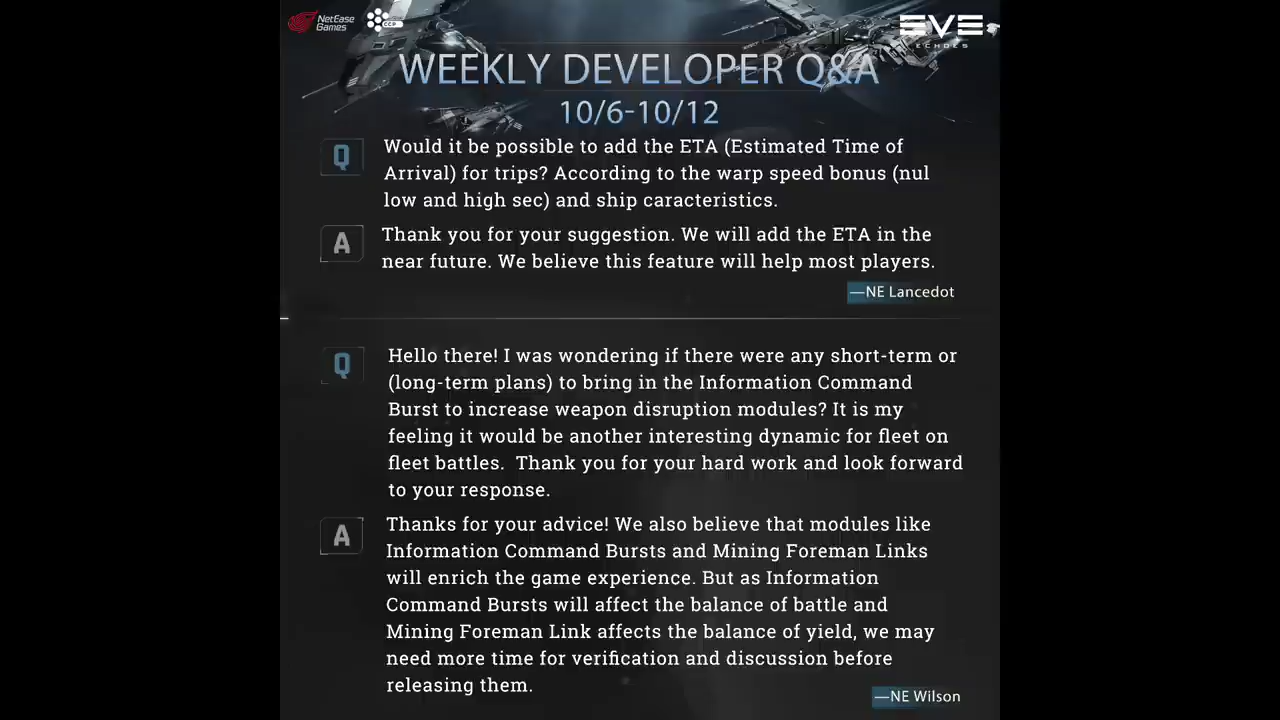 NetEase Games
CCP
EVE
ECHOES
WEEKLY DEVELOPER Q&A
10/6-10/12
Q
Would it be possible to add the ETA (Estimated Time of
Arrival) for trips? According to the warp speed bonus (nul
low and high sec) and ship caracteristics.
A
Thank you for your suggestion. We will add the ETA in the
near future. We believe this feature will help most players.
—NE Lancedot
Q
Hello there! I was wondering if there were any short-term or
(long-term plans) to bring in the Information Command
Burst to increase weapon disruption modules? It is my
feeling it would be another interesting dynamic for fleet on
fleet battles.  Thank you for your hard work and look forward
to your response.
A
Thanks for your advice! We also believe that modules like
Information Command Bursts and Mining Foreman Links
will enrich the game experience. But as Information
Command Bursts will affect the balance of battle and
Mining Foreman Link affects the balance of yield, we may
need more time for verification and discussion before
releasing them.
—NE Wilson